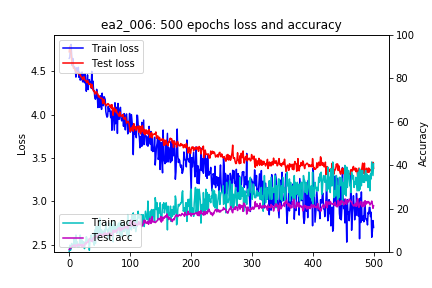 ea2_006: 500 epochs loss and accuracy
Train loss
Test loss
Train acc
Test acc
Loss
4.5
4.0
3.5
3.0
2.5
Accuracy
100
80
60
40
20
0
0 100 200 300 400 500